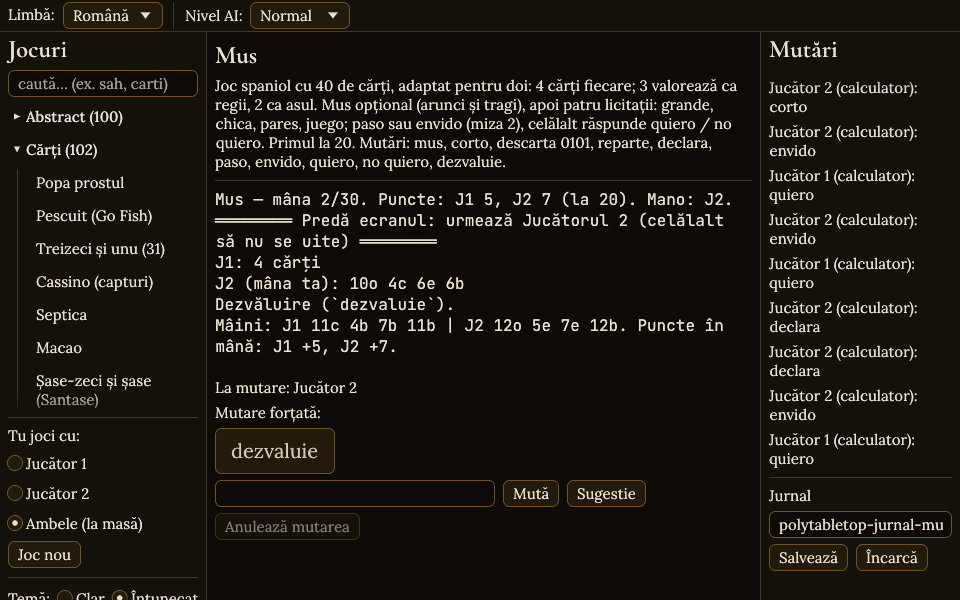 Limbă: Română ▼ Nivel AI: Normal ▼
Jocuri
caută... (ex. sah, carti)
▸ Abstract (100)
▾ Cărți (102)
Popa prostul
Pescuit (Go Fish)
Treizeci și unu (31)
Cassino (capturi)
Septica
Macao
Șase-zeci și șase
(Santase)
Tu joci cu:
Jucător 1
Jucător 2
Ambele (la masă)
Joc nou
Temă: Clar Întunecat
Mus
Joc spaniol cu 40 de cărți, adaptat pentru doi: 4 cărți fiecare; 3 valorează ca
regii, 2 ca asul. Mus opțional (arunci și tragi), apoi patru licitații: grande,
chica, pares, juego; paso sau envido (miza 2), celălalt răspunde quiero / no
quiero. Primul la 20. Mutări: mus, corto, descarta 0101, reparte, declara,
paso, envido, quiero, no quiero, dezvaluie.
Mus — mâna 2/30. Puncte: J1 5, J2 7 (la 20). Mano: J2.
════════ Predă ecranul: urmează Jucătorul 2 (celălalt
să nu se uite) ════════
J1: 4 cărți
J2 (mâna ta): 10o 4c 6e 6b
Dezvăluire (`dezvaluie`).
Mâini: J1 11c 4b 7b 11b | J2 12o 5e 7e 12b. Puncte în
mână: J1 +5, J2 +7.
La mutare: Jucător 2
Mutare forțată:
dezvaluie
Mută Sugestie
Anulează mutarea
Mutări
Jucător 2 (calculator):
corto
Jucător 2 (calculator):
envido
Jucător 1 (calculator):
quiero
Jucător 2 (calculator):
envido
Jucător 1 (calculator):
quiero
Jucător 2 (calculator):
declara
Jucător 2 (calculator):
declara
Jucător 2 (calculator):
envido
Jucător 1 (calculator):
quiero
Jurnal
polytabletop-jurnal-mu
Salvează Încarcă